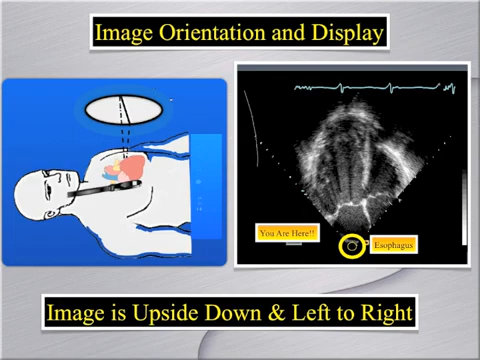 Image Orientation and Display
You Are Here!!
Esophagus
Image is Upside Down & Left to Right